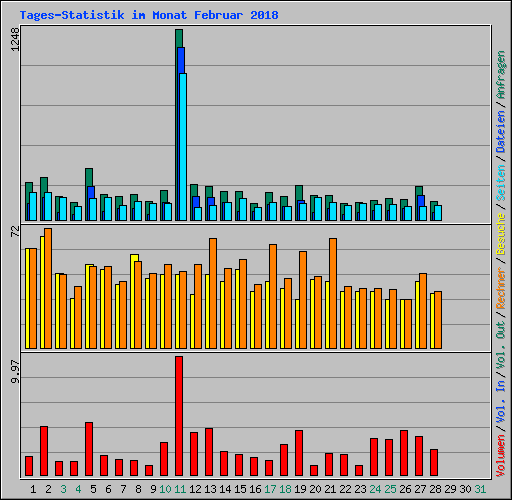 Tages-Statistik im Monat Februar 2018
1248
72
9.97
Volumen / Vol. In / Vol. Out / Rechner / Besuche / Seiten / Dateien / Anfragen
1 2 3 4 5 6 7 8 9 10 11 12 13 14 15 16 17 18 19 20 21 22 23 24 25 26 27 28 29 30 31